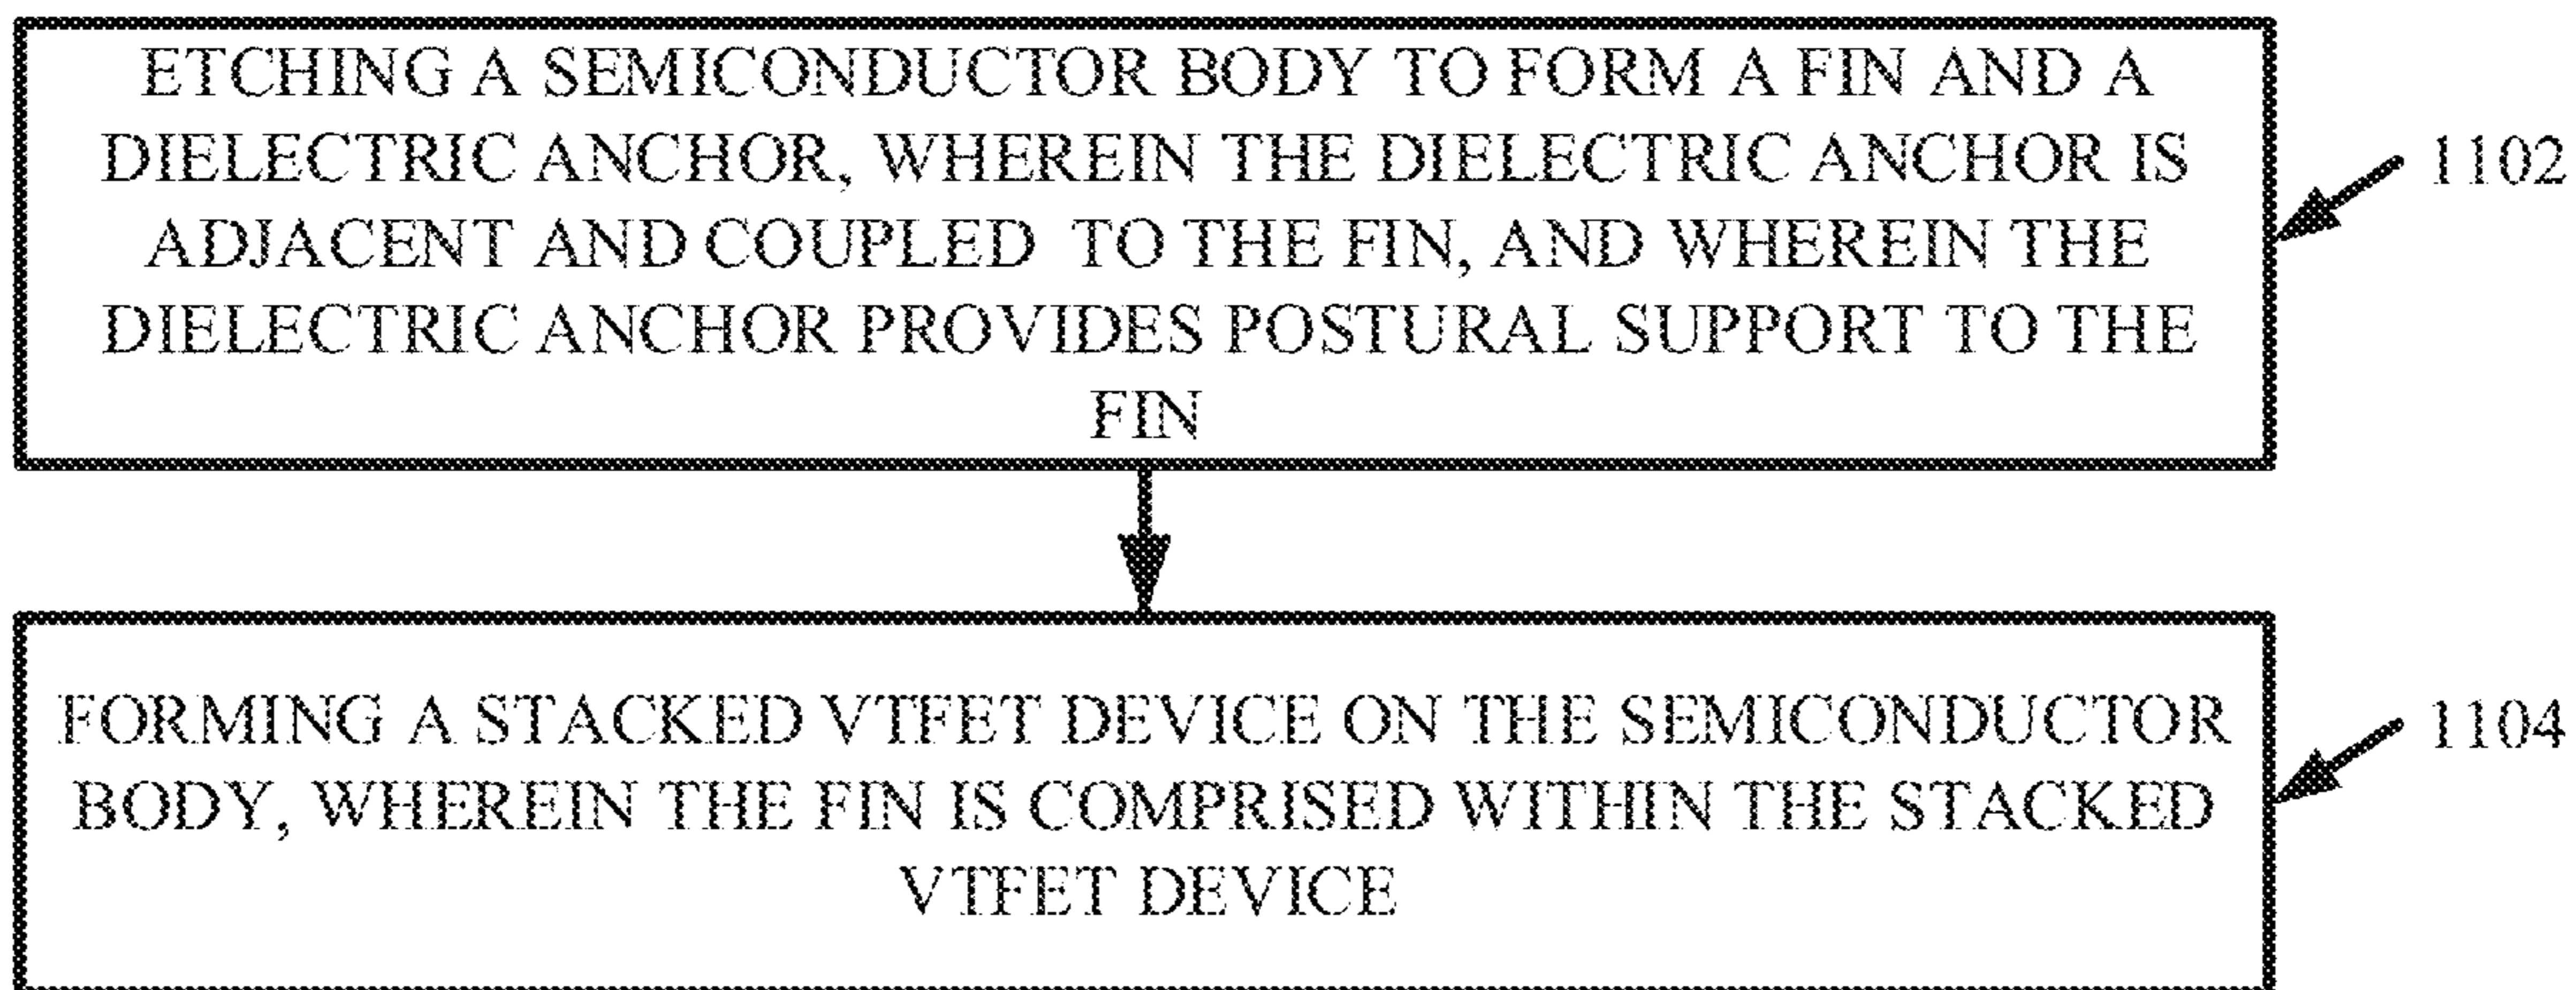 ETCHING A SEMICONDUCTOR BODY TO FORM A FIN AND A
DIELECTRIC ANCHOR, WHEREIN THE DIELECTRIC ANCHOR IS
ADJACENT AND COUPLED TO THE FIN, AND WHEREIN THE
DIELECTRIC ANCHOR PROVIDES POSTURAL SUPPORT TO THE
FIN
1102
FORMING A STACKED VTFET DEVICE ON THE SEMICONDUCTOR
BODY, WHEREIN THE FIN IS COMPRISED WITHIN THE STACKED
VTFET DEVICE
1104